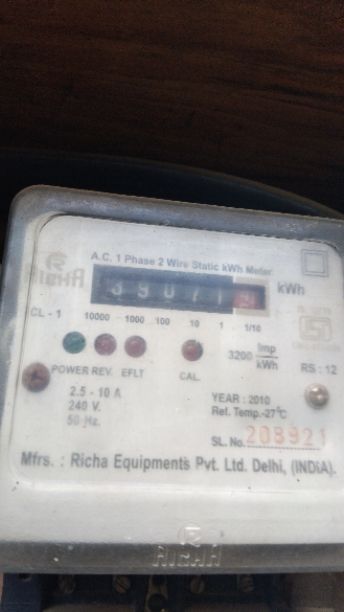 A.C. 1 Phase 2 Wire Static kWh Meter
39071 kWh
CL - 1 10000 1000 100 10 1 1/10
3200 Imp/kWh
RS : 12
POWER REV. EFLT CAL.
2.5 - 10 A
240 V.
50 Hz.
YEAR : 2010
Ref. Temp.-27°C
SL. No. 208921
Mfrs. : Richa Equipments Pvt. Ltd. Delhi, (INDIA).
RICHA